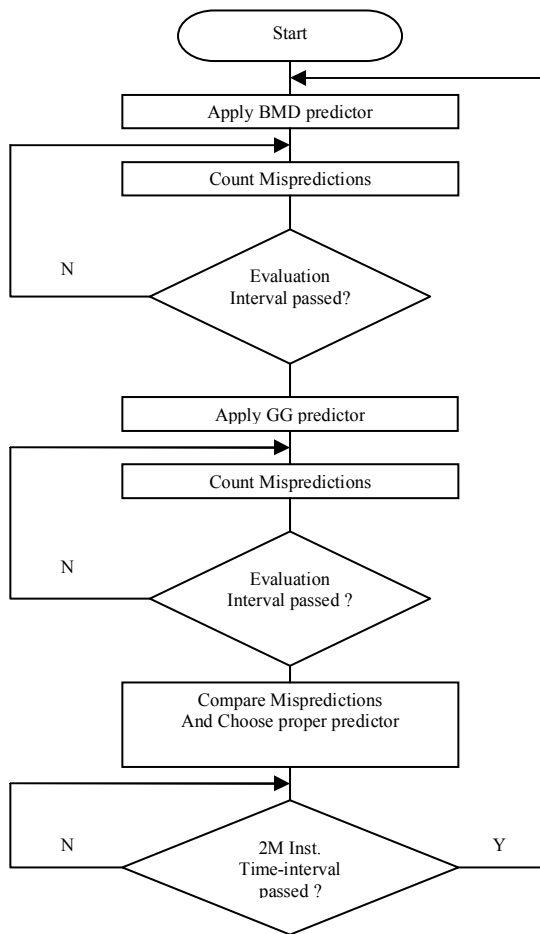 Start
Apply BMD predictor
Count Mispredictions
Evaluation
Interval passed?
N
Apply GG predictor
Count Mispredictions
Evaluation
Interval passed ?
N
Compare Mispredictions
And Choose proper predictor
2M Inst.
Time-interval
passed ?
N
Y